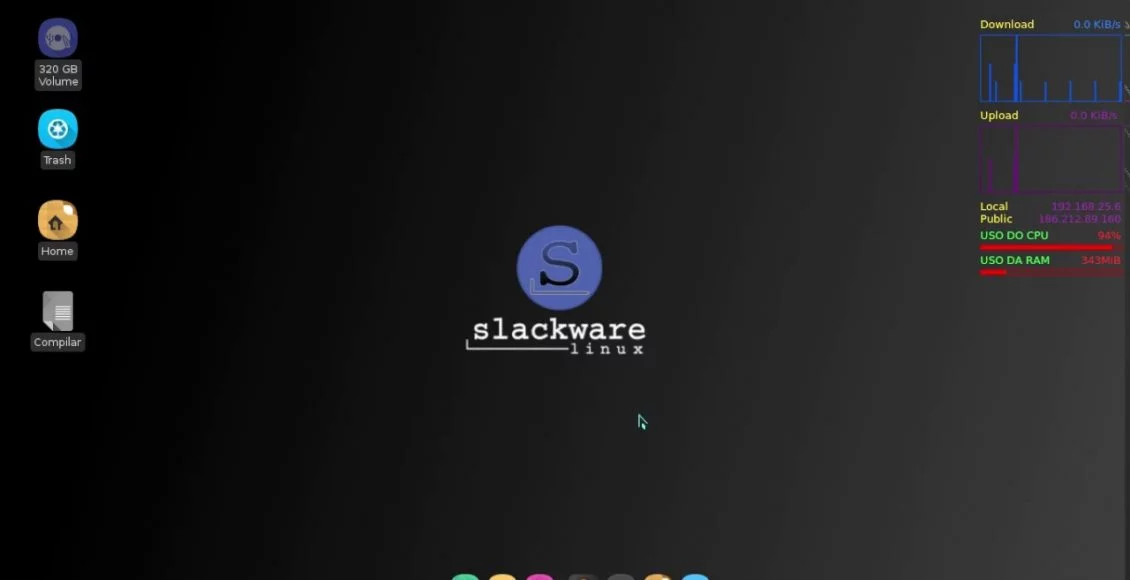 320 GB
Volume
Trash
Home
Compilar
S
slackware
linux
Download 0.0 KiB/s
Upload 0.0 KiB/s
Local 192.168.25.6
Public 186.212.89.160
USO DO CPU 94%
USO DA RAM 343MiB